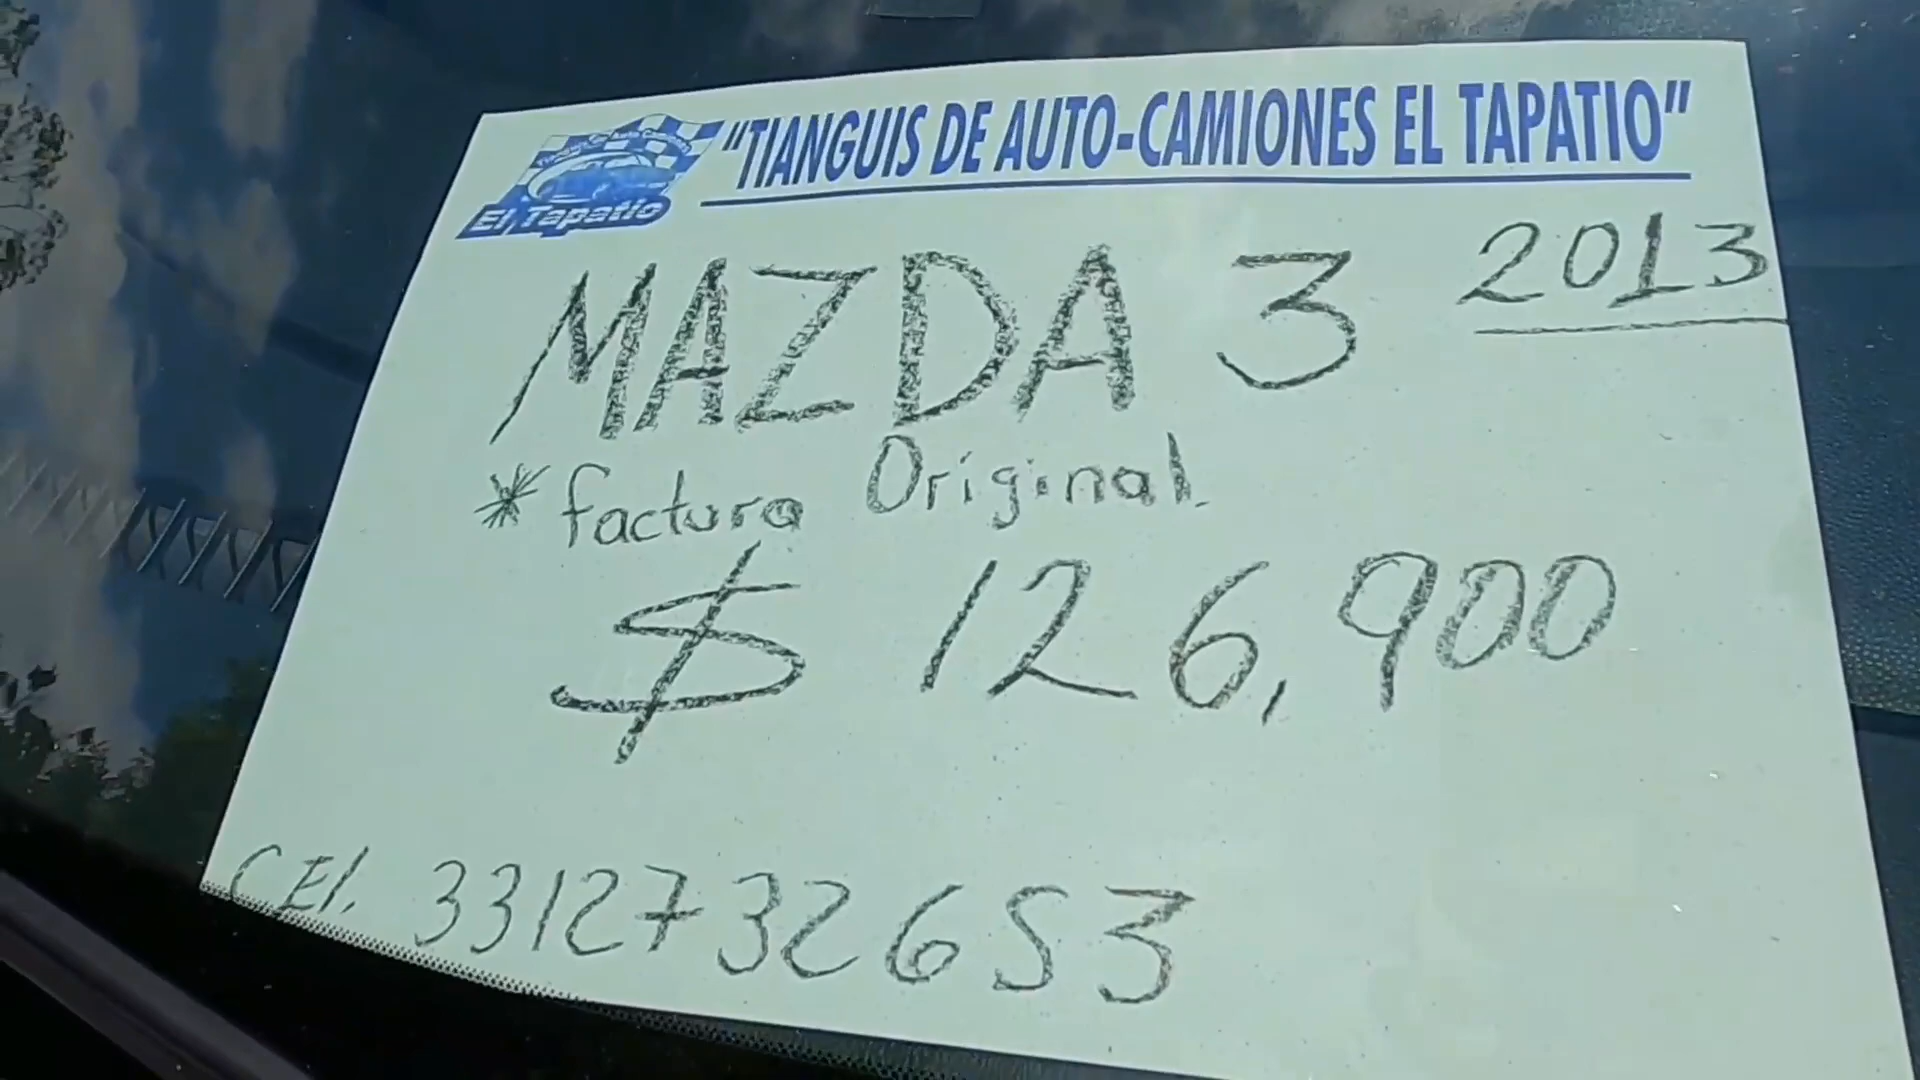 "TIANGUIS DE AUTO-CAMIONES EL TAPATIO"
El Tapatio
MAZDA 3 2013
*factura Original.
$ 126,900
CEl. 3312732653